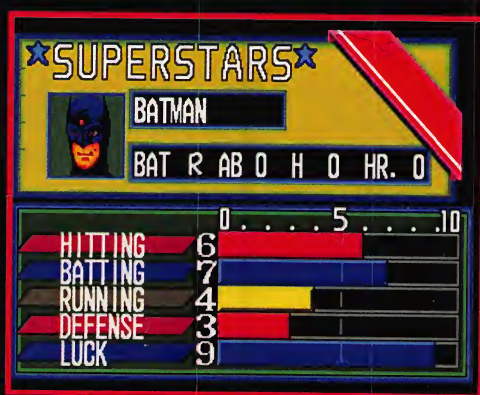 *SUPERSTARS*
BATMAN
BAT R AB 0 H 0 HR. 0
0 . . . . 5 . . . . .10
HITTING 6
BATTING 7
RUNNING 4
DEFENSE 3
LUCK 9